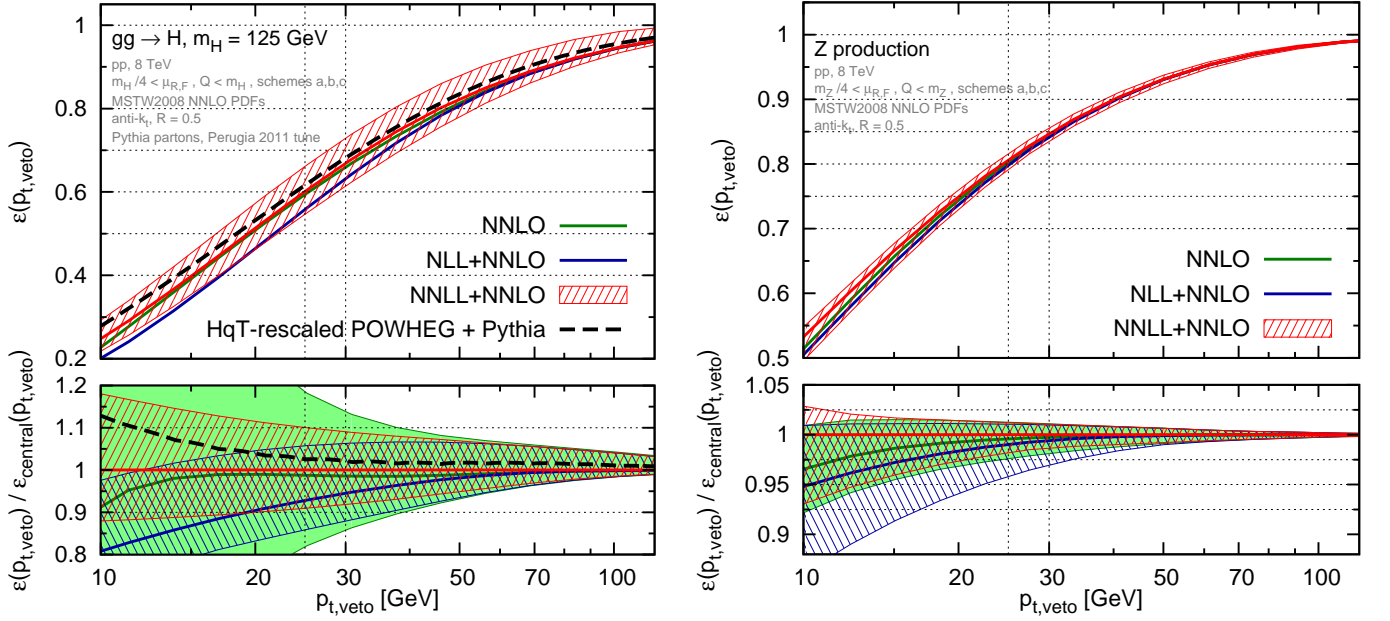 ε(p_t,veto)
1
0.8
0.6
0.4
0.2
gg → H, m_H = 125 GeV
pp, 8 TeV
m_H /4 < μ_R,F , Q < m_H , schemes a,b,c
MSTW2008 NNLO PDFs
anti-k_t, R = 0.5
Pythia partons, Perugia 2011 tune
NNLO
NLL+NNLO
NNLL+NNLO
HqT-rescaled POWHEG + Pythia
ε(p_t,veto) / ε_central(p_t,veto)
1.2
1.1
1
0.9
0.8
10 20 30 50 70 100
p_t,veto [GeV]
ε(p_t,veto)
1
0.9
0.8
0.7
0.6
0.5
Z production
pp, 8 TeV
m_Z /4 < μ_R,F , Q < m_Z , schemes a,b,c
MSTW2008 NNLO PDFs
anti-k_t, R = 0.5
NNLO
NLL+NNLO
NNLL+NNLO
ε(p_t,veto) / ε_central(p_t,veto)
1.05
1
0.95
0.9
10 20 30 50 70 100
p_t,veto [GeV]